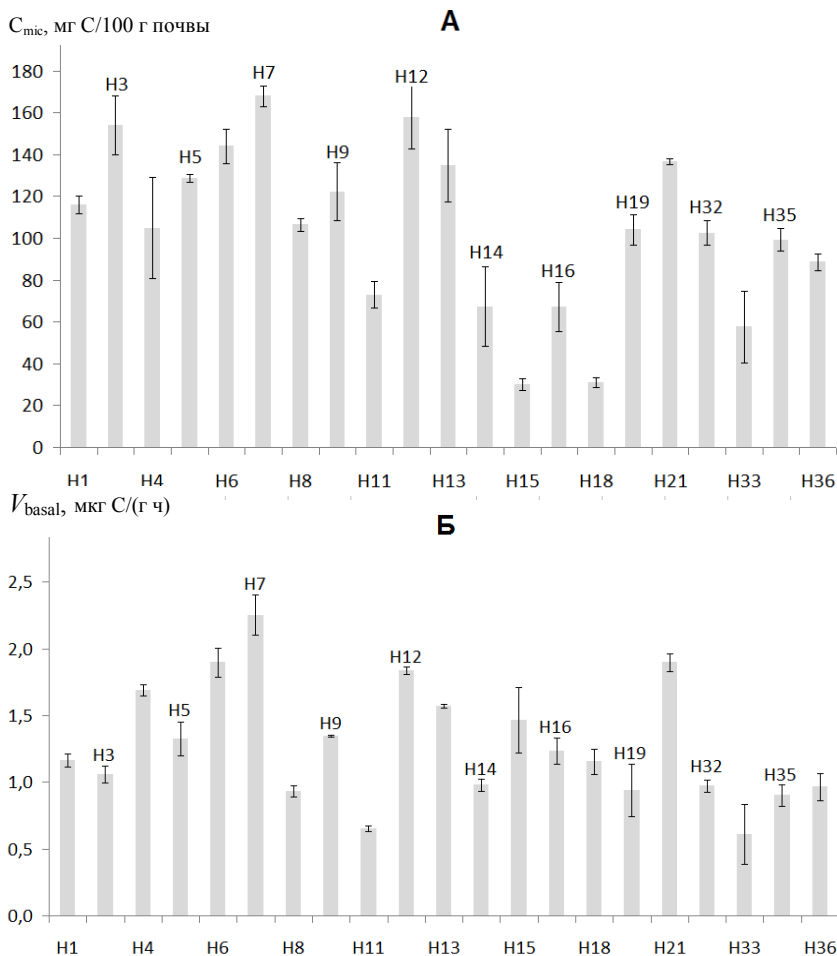 C_mic, мг С/100 г почвы
А
180
160
140
120
100
80
60
40
20
0
Н3
Н5
Н7
Н9
Н12
Н14
Н16
Н19
Н32
Н35
Н1 Н4 Н6 Н8 Н11 Н13 Н15 Н18 Н21 Н33 Н36
V_basal, мкг С/(г ч)
Б
2,5
2,0
1,5
1,0
0,5
0,0
Н3
Н5
Н7
Н9
Н12
Н14
Н16
Н19
Н32
Н35
Н1 Н4 Н6 Н8 Н11 Н13 Н15 Н18 Н21 Н33 Н36